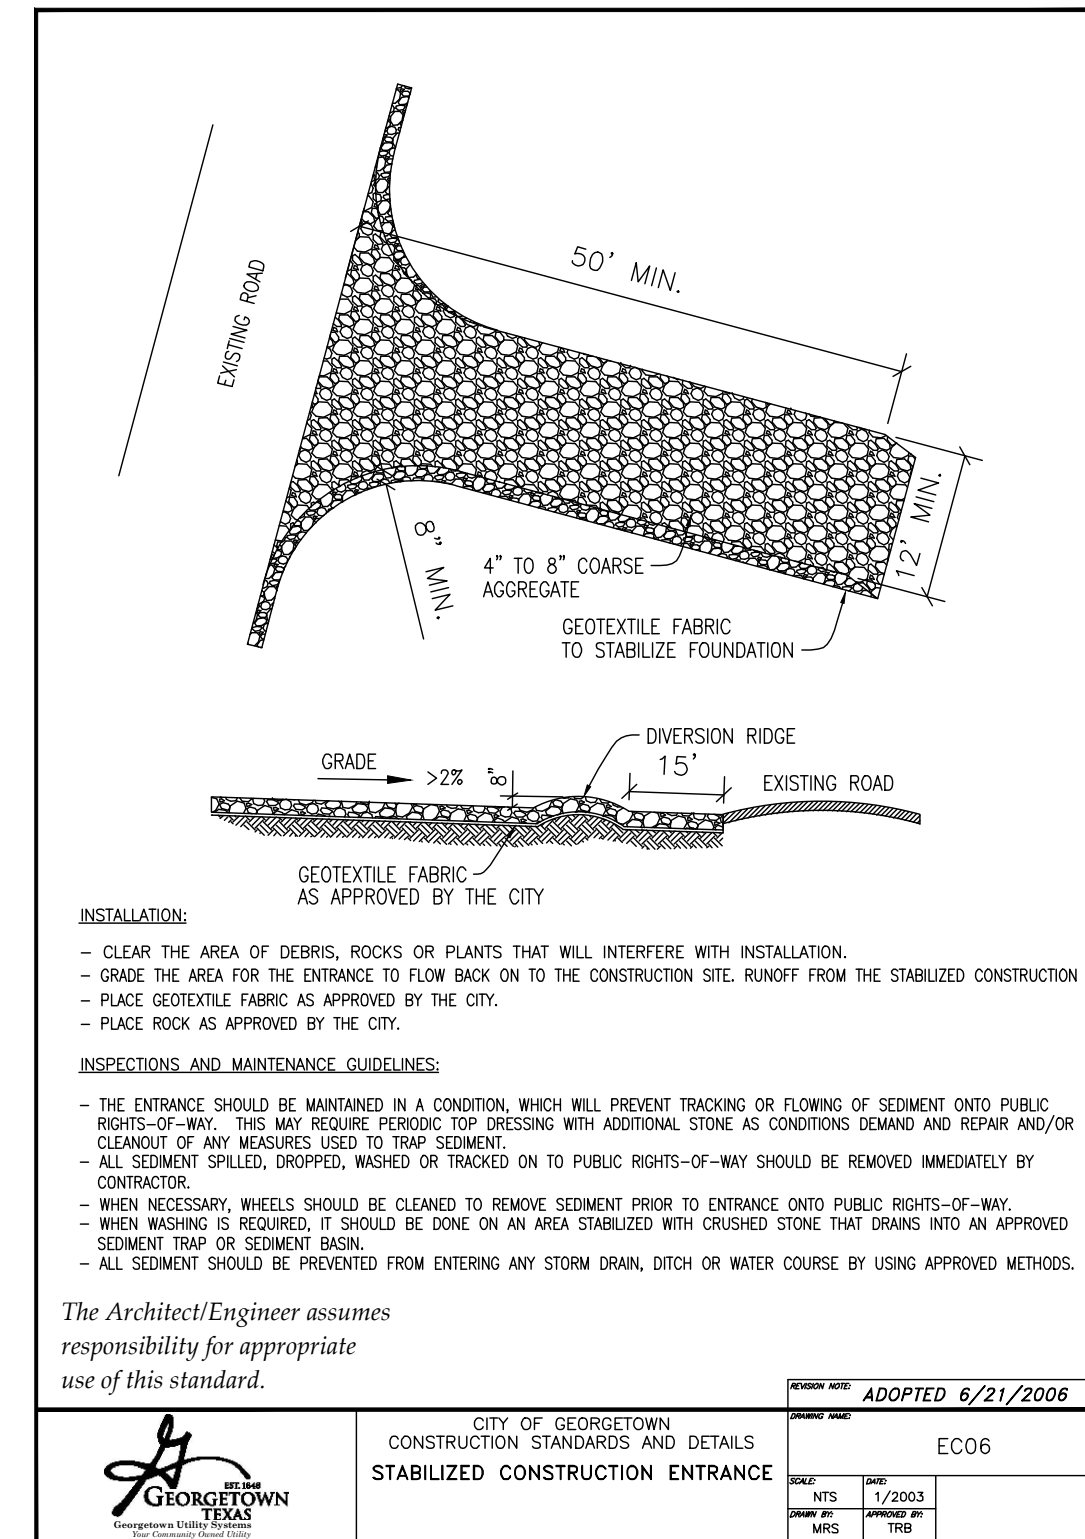 50' MIN.
EXISTING ROAD
8" MIN.
12' MIN.
4" TO 8" COARSE
AGGREGATE
GEOTEXTILE FABRIC
TO STABILIZE FOUNDATION
DIVERSION RIDGE
GRADE
>2%
8"
15'
EXISTING ROAD
GEOTEXTILE FABRIC
AS APPROVED BY THE CITY
INSTALLATION:
– CLEAR THE AREA OF DEBRIS, ROCKS OR PLANTS THAT WILL INTERFERE WITH INSTALLATION.
– GRADE THE AREA FOR THE ENTRANCE TO FLOW BACK ON TO THE CONSTRUCTION SITE. RUNOFF FROM THE STABILIZED CONSTRUCTION
– PLACE GEOTEXTILE FABRIC AS APPROVED BY THE CITY.
– PLACE ROCK AS APPROVED BY THE CITY.
INSPECTIONS AND MAINTENANCE GUIDELINES:
– THE ENTRANCE SHOULD BE MAINTAINED IN A CONDITION, WHICH WILL PREVENT TRACKING OR FLOWING OF SEDIMENT ONTO PUBLIC
RIGHTS–OF–WAY. THIS MAY REQUIRE PERIODIC TOP DRESSING WITH ADDITIONAL STONE AS CONDITIONS DEMAND AND REPAIR AND/OR
CLEANOUT OF ANY MEASURES USED TO TRAP SEDIMENT.
– ALL SEDIMENT SPILLED, DROPPED, WASHED OR TRACKED ON TO PUBLIC RIGHTS–OF–WAY SHOULD BE REMOVED IMMEDIATELY BY
CONTRACTOR.
– WHEN NECESSARY, WHEELS SHOULD BE CLEANED TO REMOVE SEDIMENT PRIOR TO ENTRANCE ONTO PUBLIC RIGHTS–OF–WAY.
– WHEN WASHING IS REQUIRED, IT SHOULD BE DONE ON AN AREA STABILIZED WITH CRUSHED STONE THAT DRAINS INTO AN APPROVED
SEDIMENT TRAP OR SEDIMENT BASIN.
– ALL SEDIMENT SHOULD BE PREVENTED FROM ENTERING ANY STORM DRAIN, DITCH OR WATER COURSE BY USING APPROVED METHODS.
The Architect/Engineer assumes
responsibility for appropriate
use of this standard.
REVISION NOTE:
ADOPTED 6/21/2006
EST. 1848
GEORGETOWN
TEXAS
Georgetown Utility Systems
Your Community Owned Utility
CITY OF GEORGETOWN
CONSTRUCTION STANDARDS AND DETAILS
STABILIZED CONSTRUCTION ENTRANCE
DRAWING NAME:
EC06
SCALE:
NTS
DATE:
1/2003
DRAWN BY:
MRS
APPROVED BY:
TRB